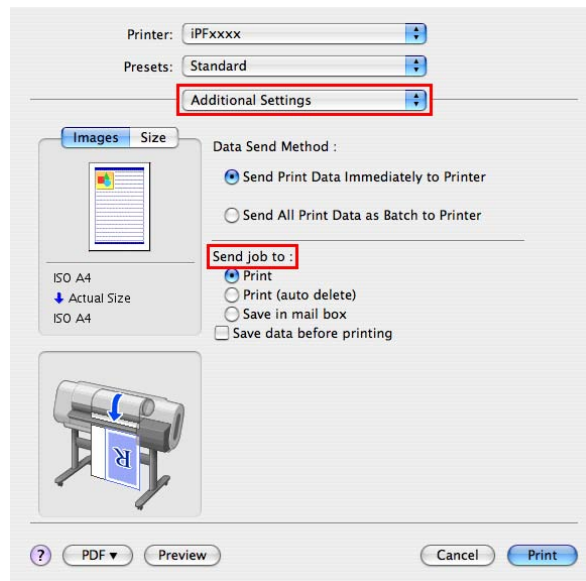 Printer: iPFxxxx
Presets: Standard
Additional Settings
Images Size
Data Send Method :
Send Print Data Immediately to Printer
Send All Print Data as Batch to Printer
Send job to :
Print
Print (auto delete)
Save in mail box
Save data before printing
ISO A4
Actual Size
ISO A4
R
? PDF▼ Preview Cancel Print